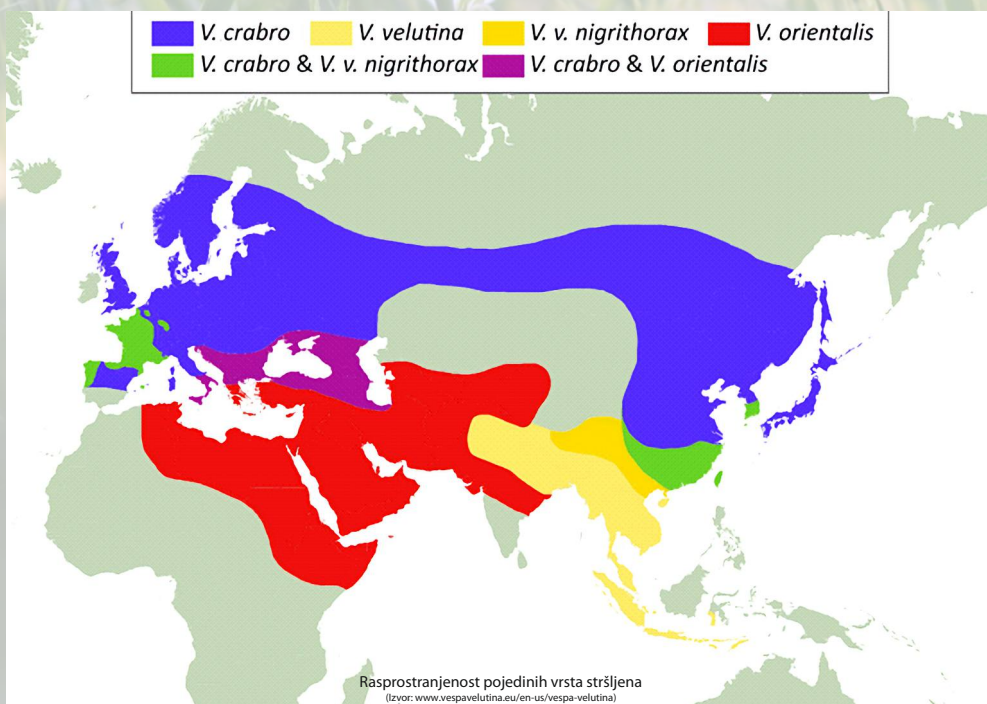 V. crabro V. velutina V. v. nigrithorax V. orientalis
V. crabro & V. v. nigrithorax V. crabro & V. orientalis
Rasprostranjenost pojedinih vrsta stršljena
(Izvor: www.vespavelutina.eu/en-us/vespa-velutina)